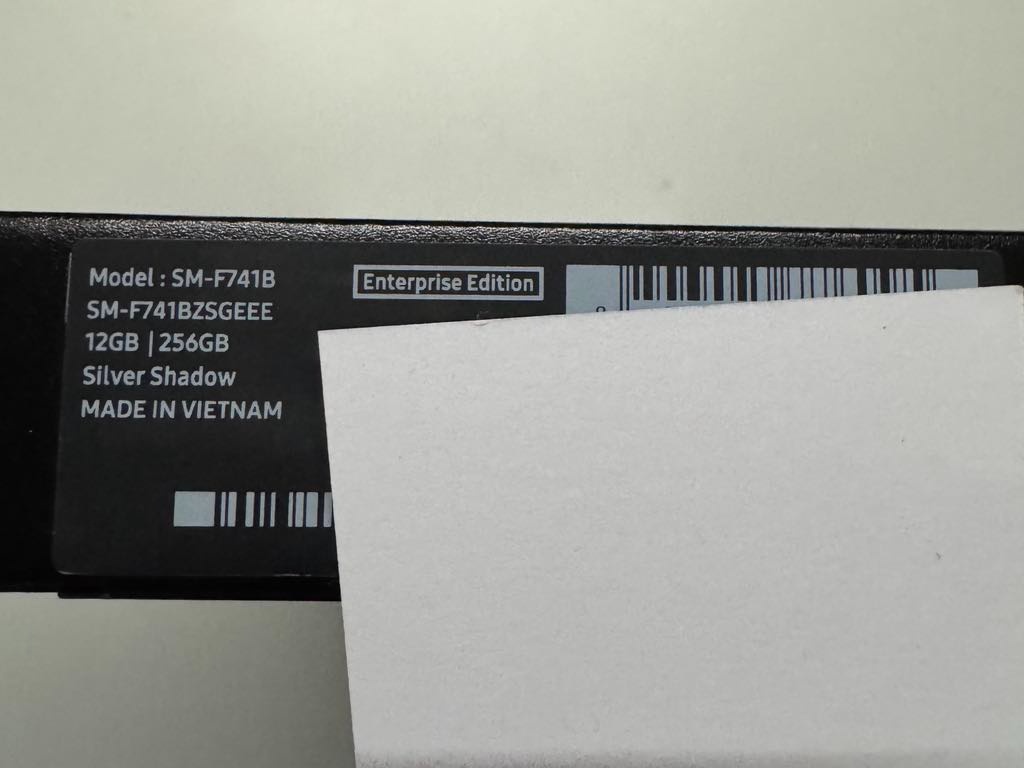 Model : SM-F741B
Enterprise Edition
SM-F741BZSGEEE
12GB | 256GB
Silver Shadow
MADE IN VIETNAM